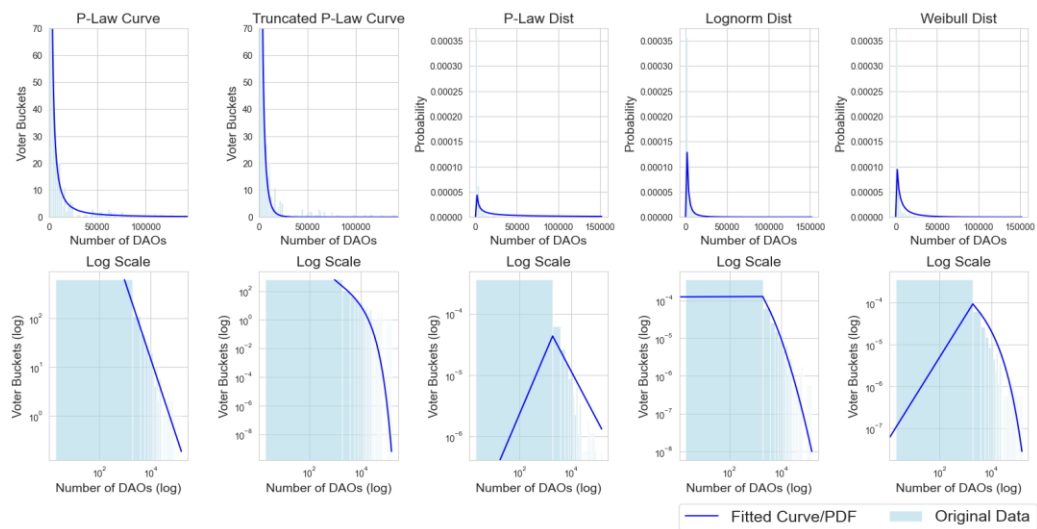 P-Law Curve
Truncated P-Law Curve
P-Law Dist
Lognorm Dist
Weibull Dist
Voter Buckets
70
60
50
40
30
20
10
0
0 50000 100000
Number of DAOs
Voter Buckets
70
60
50
40
30
20
10
0
0 50000 100000
Number of DAOs
Probability
0.00035
0.00030
0.00025
0.00020
0.00015
0.00010
0.00005
0.00000
0 50000 100000 150000
Number of DAOs
Probability
0.00035
0.00030
0.00025
0.00020
0.00015
0.00010
0.00005
0.00000
0 50000 100000 150000
Number of DAOs
Probability
0.00035
0.00030
0.00025
0.00020
0.00015
0.00010
0.00005
0.00000
0 50000 100000 150000
Number of DAOs
Log Scale
Voter Buckets (log)
10²
10¹
10⁰
10² 10⁴
Number of DAOs (log)
Log Scale
Voter Buckets (log)
10²
10⁰
10⁻²
10⁻⁴
10⁻⁶
10⁻⁸
10² 10⁴
Number of DAOs (log)
Log Scale
Voter Buckets (log)
10⁻⁴
10⁻⁵
10⁻⁶
10² 10⁴
Number of DAOs (log)
Log Scale
Voter Buckets (log)
10⁻⁴
10⁻⁵
10⁻⁶
10⁻⁷
10⁻⁸
10² 10⁴
Number of DAOs (log)
Log Scale
Voter Buckets (log)
10⁻⁴
10⁻⁵
10⁻⁶
10⁻⁷
10² 10⁴
Number of DAOs (log)
Fitted Curve/PDF
Original Data